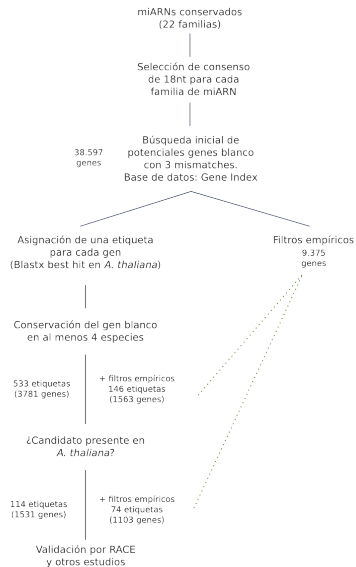 miARNs conservados
(22 familias)
Selección de consenso
de 18nt para cada
familia de miARN
38.597
genes
Búsqueda inicial de
potenciales genes blanco
con 3 mismatches.
Base de datos: Gene Index
Asignación de una etiqueta
para cada gen
(Blastx best hit en A. thaliana)
Filtros empíricos
9.375
genes
Conservación del gen blanco
en al menos 4 especies
533 etiquetas
(3781 genes)
+ filtros empíricos
146 etiquetas
(1563 genes)
¿Candidato presente en
A. thaliana?
114 etiquetas
(1531 genes)
+ filtros empíricos
74 etiquetas
(1103 genes)
Validación por RACE
y otros estudios